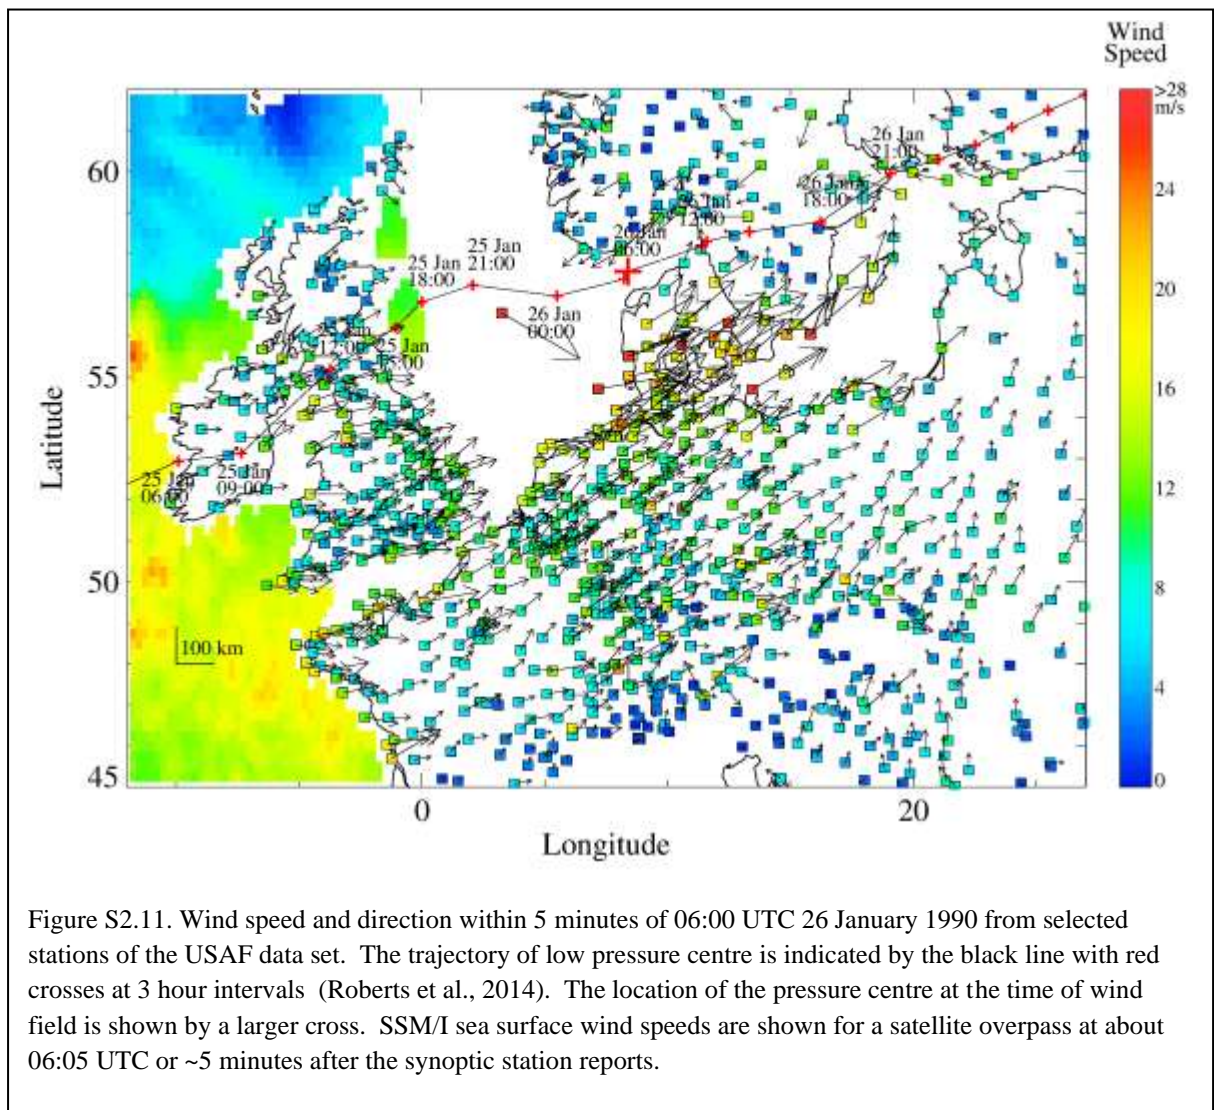 Wind
Speed
>28
m/s
24
20
16
12
8
4
0
60
55
50
45
Latitude
26 Jan
21:00
26 Jan
18:00
12:00
26 Jan
06:00
25 Jan
21:00
25 Jan
18:00
26 Jan
00:00
12:00
25 Jan
25 Jan
09:00
25 Jan
06:00
100 km
0
20
Longitude
Figure S2.11. Wind speed and direction within 5 minutes of 06:00 UTC 26 January 1990 from selected
stations of the USAF data set. The trajectory of low pressure centre is indicated by the black line with red
crosses at 3 hour intervals (Roberts et al., 2014). The location of the pressure centre at the time of wind
field is shown by a larger cross. SSM/I sea surface wind speeds are shown for a satellite overpass at about
06:05 UTC or ~5 minutes after the synoptic station reports.